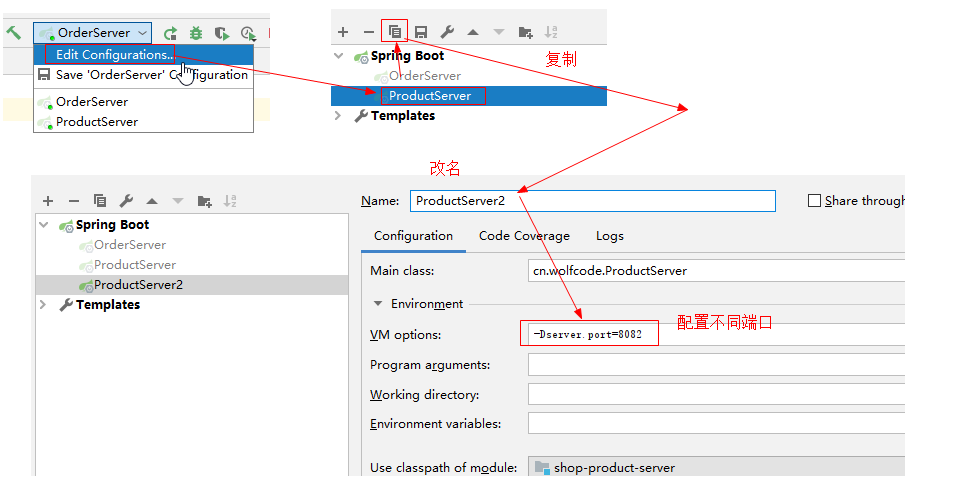 OrderServer
Edit Configurations...
Save 'OrderServer' Configuration
OrderServer
ProductServer
Spring Boot
OrderServer
ProductServer
Templates
复制
改名
Spring Boot
OrderServer
ProductServer
ProductServer2
Templates
Name: ProductServer2 Share through
Configuration Code Coverage Logs
Main class: cn.wolfcode.ProductServer
Environment
VM options: -Dserver.port=8082
配置不同端口
Program arguments:
Working directory:
Environment variables:
Use classpath of module: shop-product-server